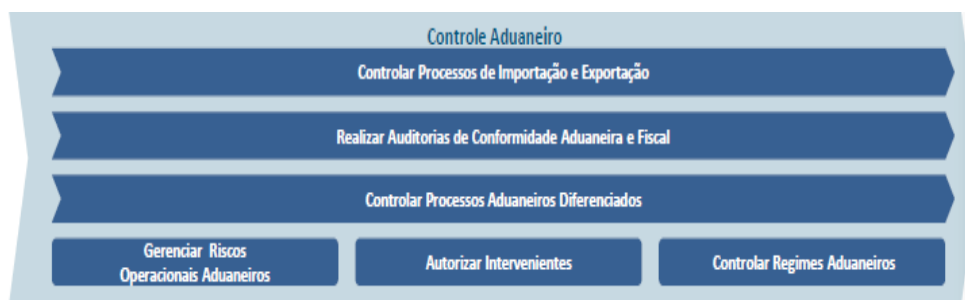 Controle Aduaneiro
Controlar Processos de Importação e Exportação
Realizar Auditorias de Conformidade Aduaneira e Fiscal
Controlar Processos Aduaneiros Diferenciados
Gerenciar Riscos
Operacionais Aduaneiros
Autorizar Intervenientes
Controlar Regimes Aduaneiros